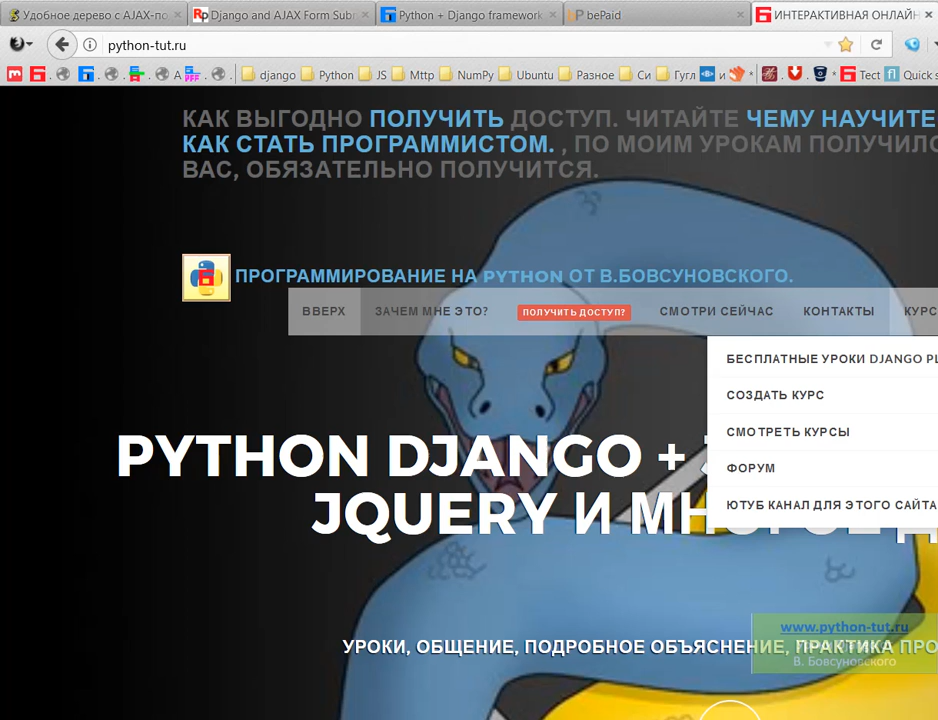 Удобное дерево с AJAX-по
Django and AJAX Form Subr
Python + Django framework
bePaid
ИНТЕРАКТИВНАЯ ОНЛАЙН
python-tut.ru
django Python JS Mttp NumPy Ubuntu Разное Си Гугл и * . . * Тест Quick s
КАК ВЫГОДНО ПОЛУЧИТЬ ДОСТУП. ЧИТАЙТЕ ЧЕМУ НАУЧИТЕ
КАК СТАТЬ ПРОГРАММИСТОМ. , ПО МОИМ УРОКАМ ПОЛУЧИЛО
ВАС, ОБЯЗАТЕЛЬНО ПОЛУЧИТСЯ.
ПРОГРАММИРОВАНИЕ НА PYTHON ОТ В.БОВСУНОВСКОГО.
ВВЕРХ ЗАЧЕМ МНЕ ЭТО? ПОЛУЧИТЬ ДОСТУП? СМОТРИ СЕЙЧАС КОНТАКТЫ КУРС
БЕСПЛАТНЫЕ УРОКИ DJANGO PL
СОЗДАТЬ КУРС
СМОТРЕТЬ КУРСЫ
ФОРУМ
ЮТУБ КАНАЛ ДЛЯ ЭТОГО САЙТА
PYTHON DJANGO +
JQUERY И
УРОКИ, ОБЩЕНИЕ, ПОДРОБНОЕ ОБЪЯСНЕНИЕ, ПРАКТИКА ПРО
www.python-tut.ru
В. Бовсуновского